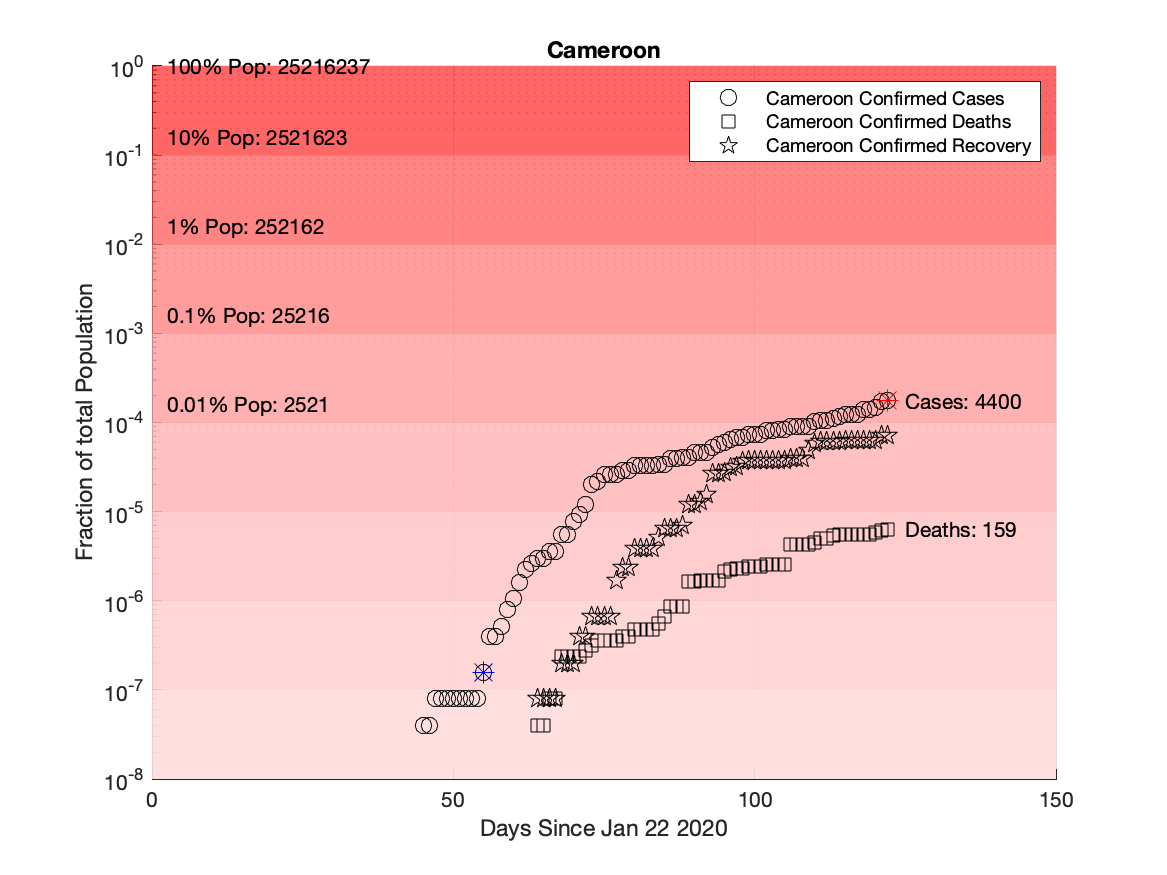 Cameroon
10^0
10^-1
10^-2
10^-3
10^-4
10^-5
10^-6
10^-7
10^-8
Fraction of total Population
100% Pop: 25216237
10% Pop: 2521623
1% Pop: 252162
0.1% Pop: 25216
0.01% Pop: 2521
Cameroon Confirmed Cases
Cameroon Confirmed Deaths
Cameroon Confirmed Recovery
Cases: 4400
Deaths: 159
0 50 100 150
Days Since Jan 22 2020